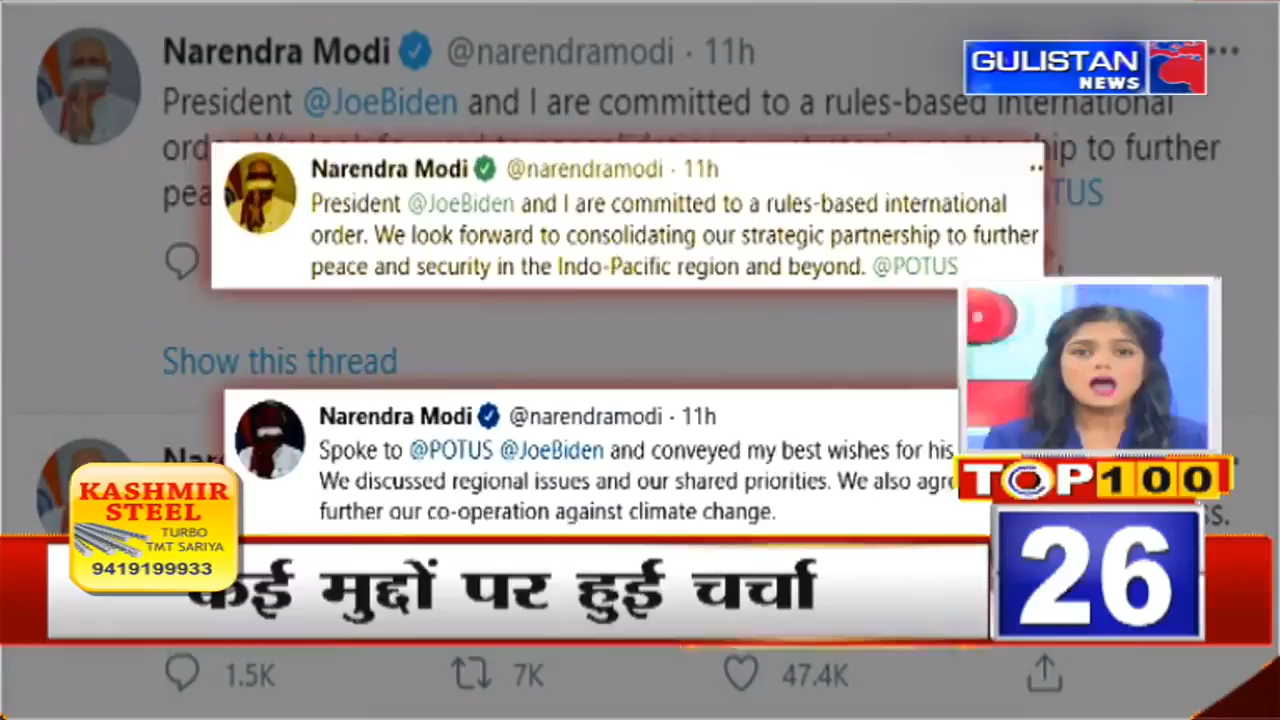 Narendra Modi @narendramodi · 11h
President @JoeBiden and I are committed to a rules-based international
to further
GULISTAN
NEWS
Narendra Modi @narendramodi · 11h
President @JoeBiden and I are committed to a rules-based international
order. We look forward to consolidating our strategic partnership to further
peace and security in the Indo-Pacific region and beyond. @POTUS
Show this thread
Narendra Modi @narendramodi · 11h
Spoke to @POTUS @JoeBiden and conveyed my best wishes for his
We discussed regional issues and our shared priorities. We also
further our co-operation against climate change.
TOP 100
26
KASHMIR
STEEL
TURBO
TMT SARIYA
9419199933
कई मुद्दों पर हुई चर्चा
1.5K 7K 47.4K